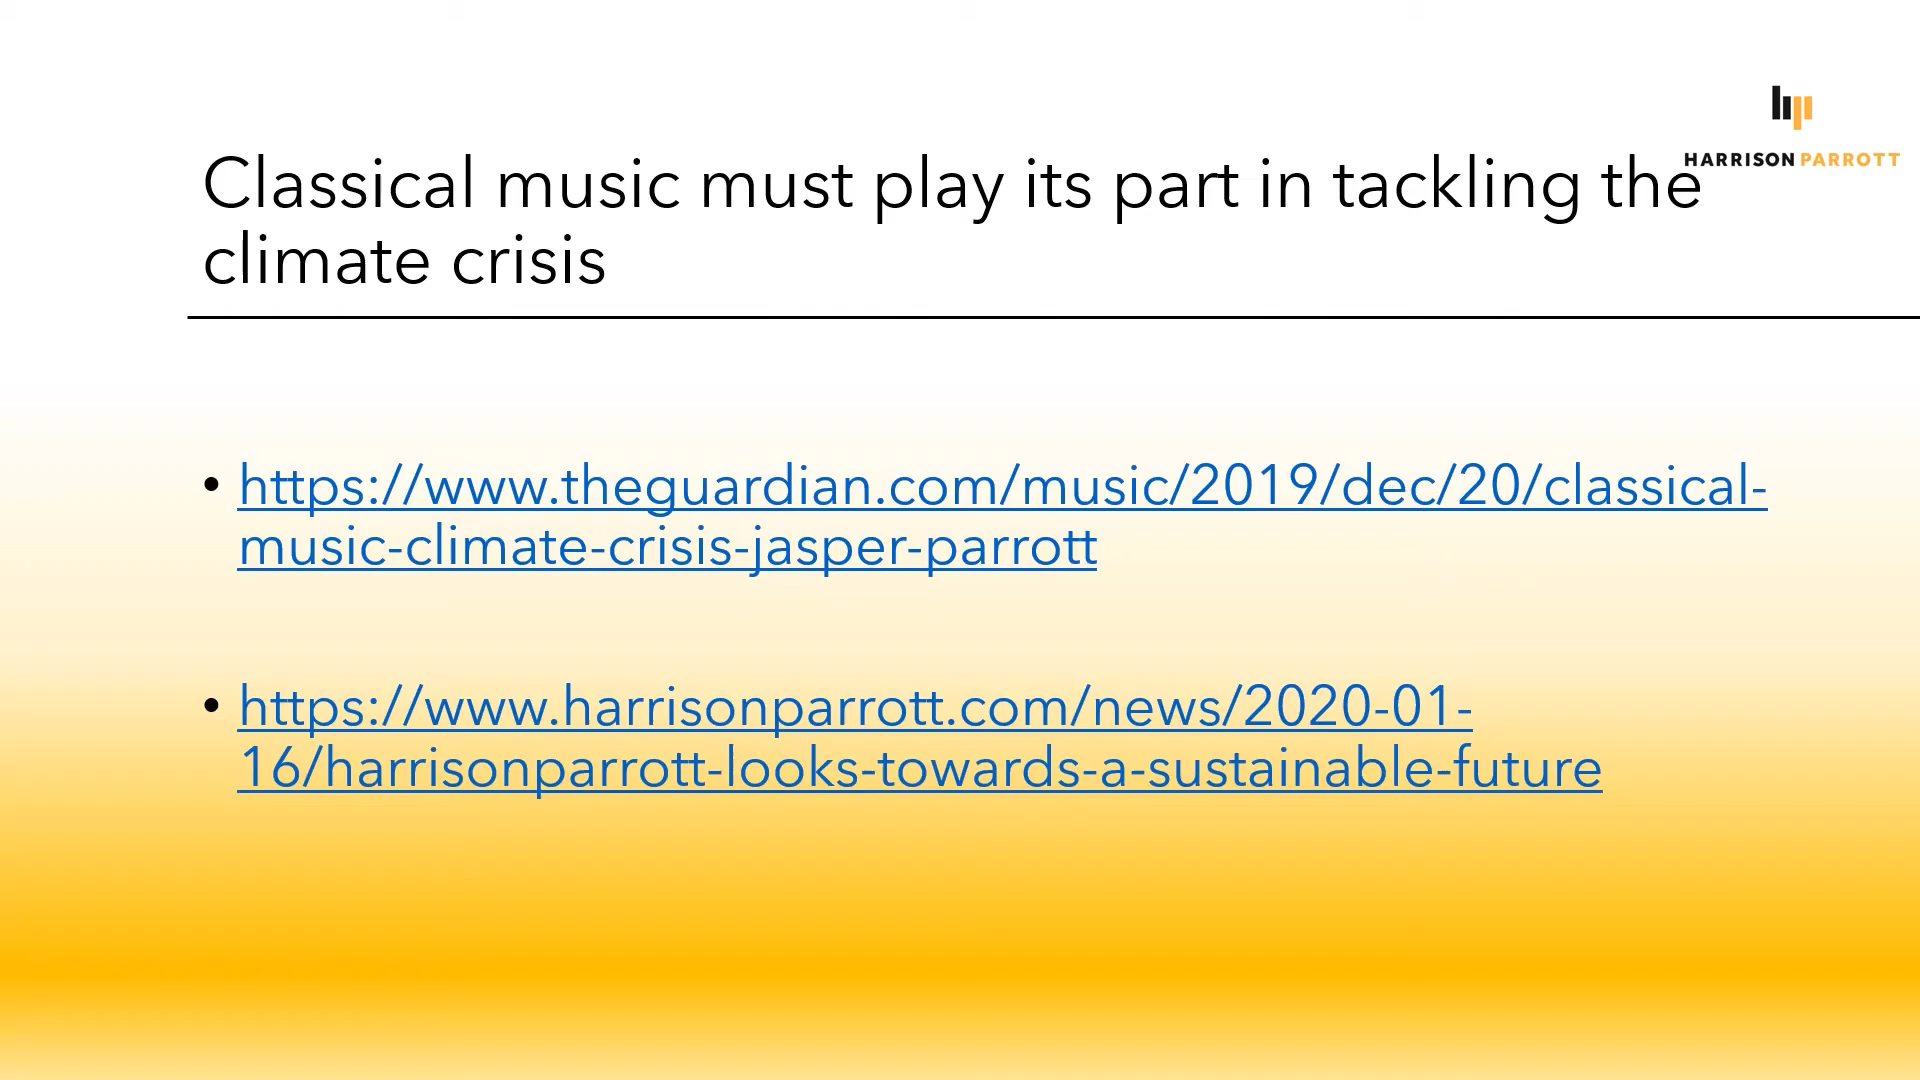 HARRISON PARROTT
Classical music must play its part in tackling the
climate crisis
• https://www.theguardian.com/music/2019/dec/20/classical-
music-climate-crisis-jasper-parrott
• https://www.harrisonparrott.com/news/2020-01-
16/harrisonparrott-looks-towards-a-sustainable-future